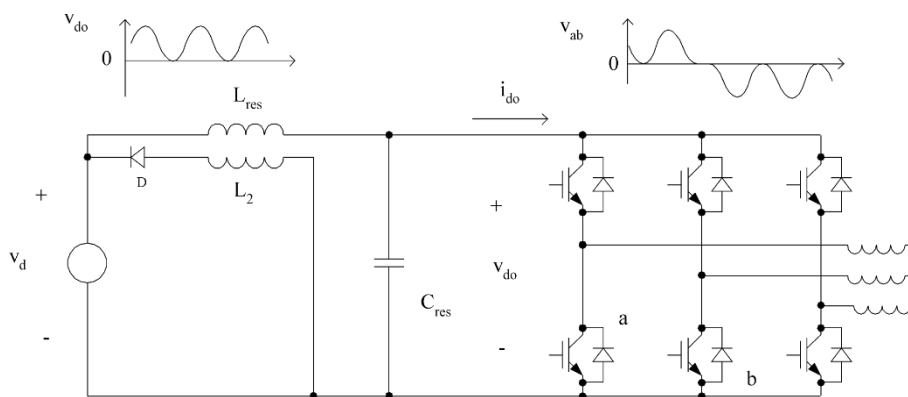 v_do
0
v_ab
0
L_res
i_do
D
L_2
+
v_d
-
C_res
+
v_do
-
a
b